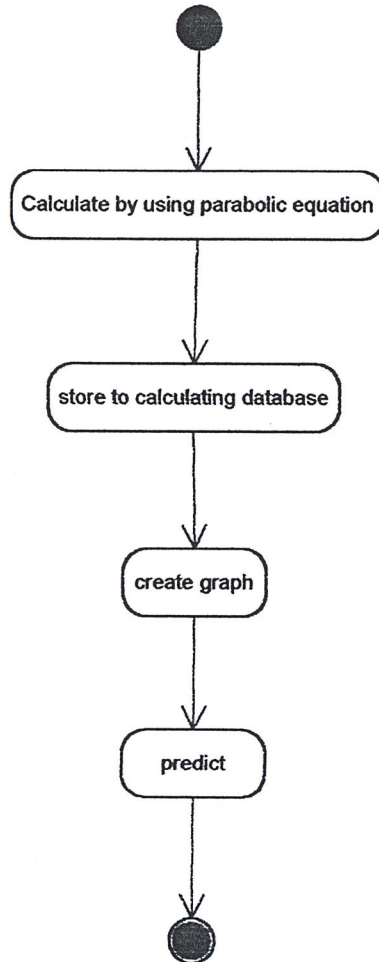 Calculate by using parabolic equation
store to calculating database
create graph
predict